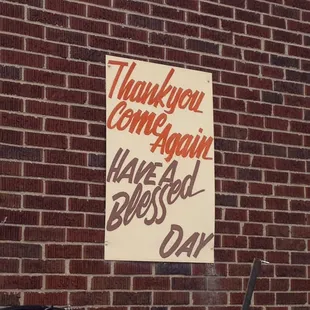 Thankyou
Come
Again
HAVE A
Blessed
DAY